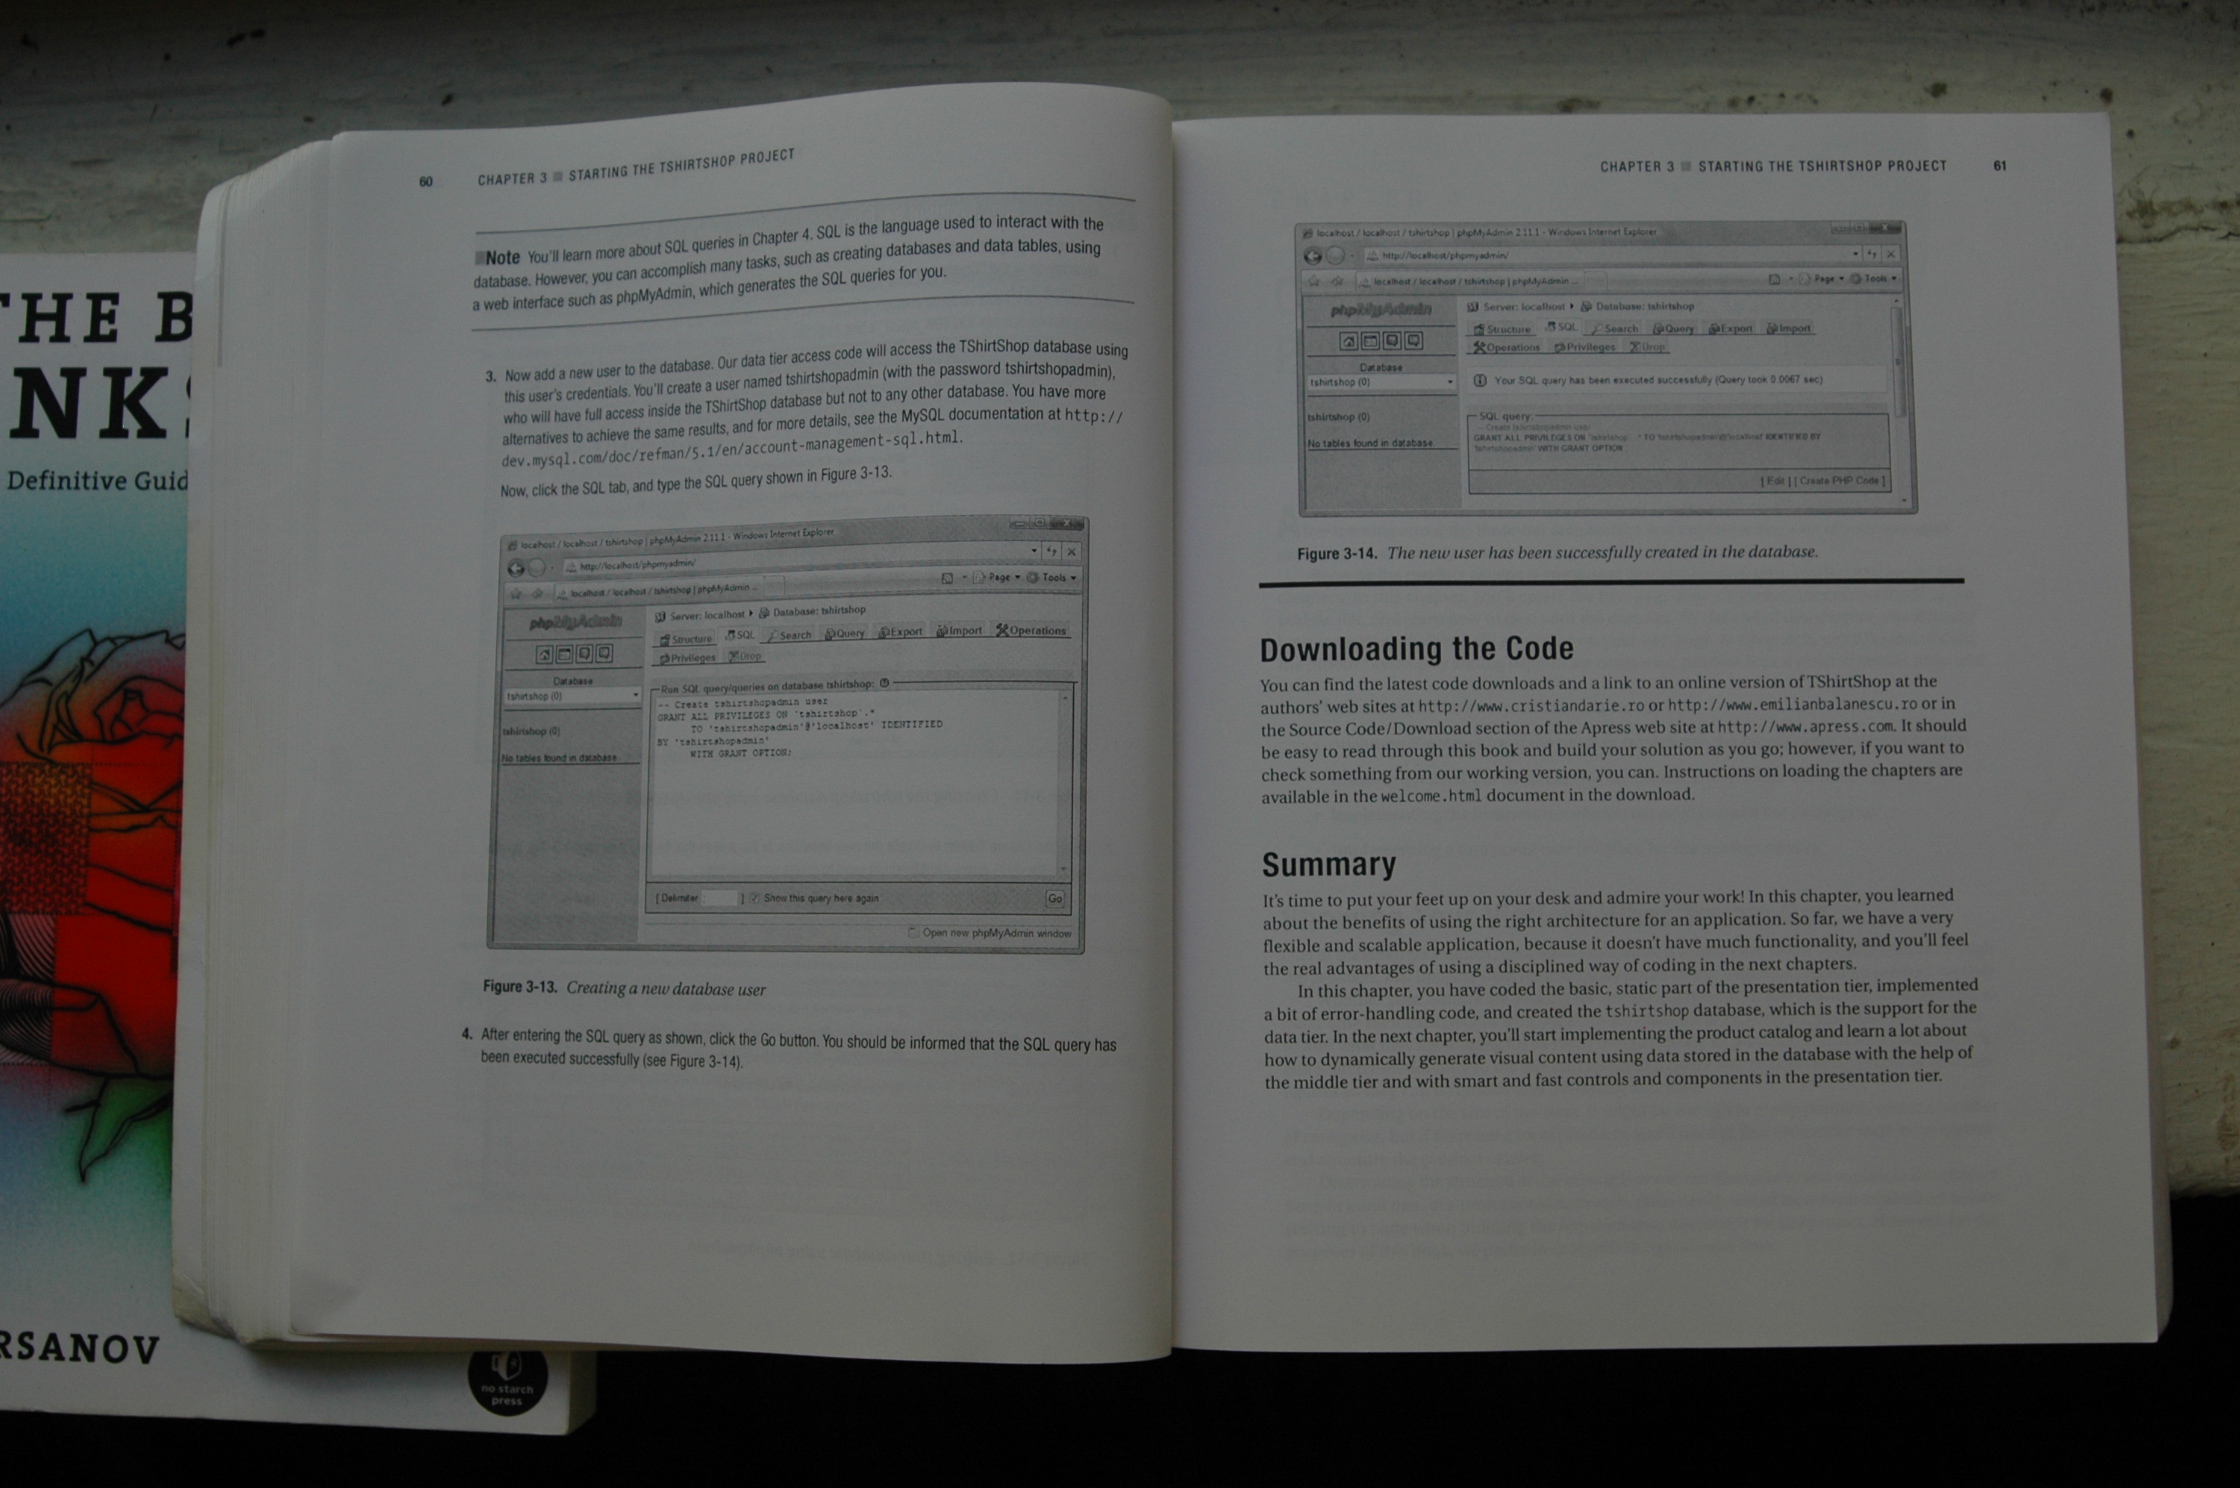 THE B
NK
Definitive Guid
RSANOV
no starch
press
60 CHAPTER 3 ■ STARTING THE TSHIRTSHOP PROJECT
■Note You'll learn more about SQL queries in Chapter 4. SQL is the language used to interact with the
database. However, you can accomplish many tasks, such as creating databases and data tables, using
a web interface such as phpMyAdmin, which generates the SQL queries for you.
3. Now add a new user to the database. Our data tier access code will access the TShirtShop database using
this user's credentials. You'll create a user named tshirtshopadmin (with the password tshirtshopadmin),
who will have full access inside the TShirtShop database but not to any other database. You have more
alternatives to achieve the same results, and for more details, see the MySQL documentation at http://
dev.mysql.com/doc/refman/5.1/en/account-management-sql.html.
Now, click the SQL tab, and type the SQL query shown in Figure 3-13.
localhost / localhost / tshirtshop | phpMyAdmin 2.11.1 - Windows Internet Explorer
http://localhost/phpmyadmin/
localhost / localhost / tshirtshop | phpMyAdmin ... Page Tools
phpMyAdmin
Server: localhost Database: tshirtshop
Structure SQL Search Query Export Import Operations
Privileges Drop
Database
tshirtshop (0)
tshirtshop (0)
No tables found in database
Run SQL query/queries on database tshirtshop:
-- Create tshirtshopadmin user
GRANT ALL PRIVILEGES ON `tshirtshop`.*
TO 'tshirtshopadmin'@'localhost' IDENTIFIED
BY 'tshirtshopadmin'
WITH GRANT OPTION;
[ Delimiter ] Show this query here again Go
Open new phpMyAdmin window
Figure 3-13. Creating a new database user
4. After entering the SQL query as shown, click the Go button. You should be informed that the SQL query has
been executed successfully (see Figure 3-14).
CHAPTER 3 ■ STARTING THE TSHIRTSHOP PROJECT 61
localhost / localhost / tshirtshop | phpMyAdmin 2.11.1 - Windows Internet Explorer
http://localhost/phpmyadmin/
localhost / localhost / tshirtshop | phpMyAdmin ... Page Tools
phpMyAdmin
Server: localhost Database: tshirtshop
Structure SQL Search Query Export Import
Operations Privileges Drop
Database
tshirtshop (0)
Your SQL query has been executed successfully (Query took 0.0067 sec)
tshirtshop (0)
No tables found in database
SQL query:
-- Create tshirtshopadmin user
GRANT ALL PRIVILEGES ON `tshirtshop` . * TO 'tshirtshopadmin'@'localhost' IDENTIFIED BY
'tshirtshopadmin' WITH GRANT OPTION
[ Edit ] [ Create PHP Code ]
Figure 3-14. The new user has been successfully created in the database.
Downloading the Code
You can find the latest code downloads and a link to an online version of TShirtShop at the
authors' web sites at http://www.cristiandarie.ro or http://www.emilianbalanescu.ro or in
the Source Code/Download section of the Apress web site at http://www.apress.com. It should
be easy to read through this book and build your solution as you go; however, if you want to
check something from our working version, you can. Instructions on loading the chapters are
available in the welcome.html document in the download.
Summary
It's time to put your feet up on your desk and admire your work! In this chapter, you learned
about the benefits of using the right architecture for an application. So far, we have a very
flexible and scalable application, because it doesn't have much functionality, and you'll feel
the real advantages of using a disciplined way of coding in the next chapters.
In this chapter, you have coded the basic, static part of the presentation tier, implemented
a bit of error-handling code, and created the tshirtshop database, which is the support for the
data tier. In the next chapter, you'll start implementing the product catalog and learn a lot about
how to dynamically generate visual content using data stored in the database with the help of
the middle tier and with smart and fast controls and components in the presentation tier.